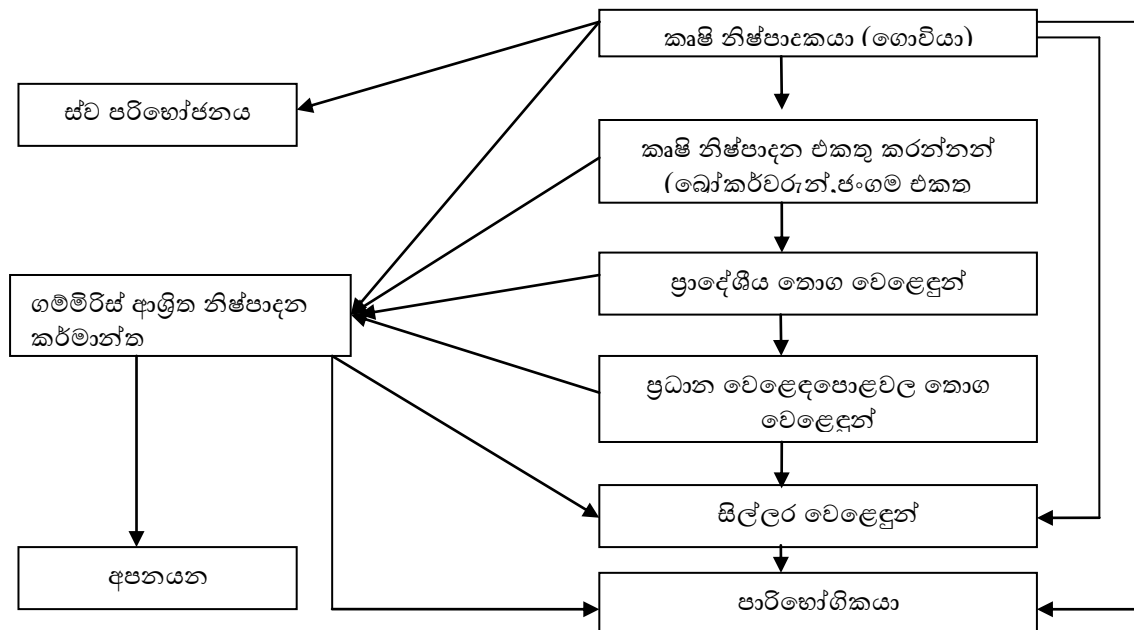 කෘෂි නිෂ්පාදකයා (ගොවියා)
ස්ව පරිභෝජනය
කෘෂි නිෂ්පාදන එකතු කරන්නන්
(බ්‍රෝකර්වරුන්,ජංගම එකත
ප්‍රාදේශීය තොග වෙළෙඳුන්
ගම්මිරිස් ආශ්‍රිත නිෂ්පාදන
කර්මාන්ත
ප්‍රධාන වෙළෙඳපොළවල තොග
වෙළෙඳුන්
සිල්ලර වෙළෙඳුන්
අපනයන
පාරිභෝගිකයා